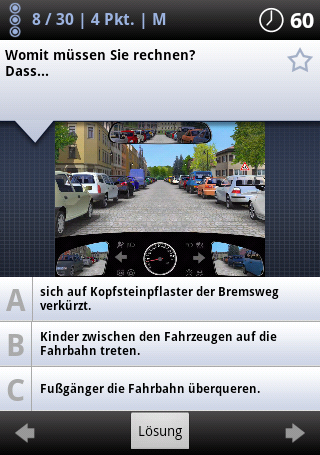 8 / 30 | 4 Pkt. | M
60
Womit müssen Sie rechnen?
Dass...
A
sich auf Kopfsteinpflaster der Bremsweg
verkürzt.
B
Kinder zwischen den Fahrzeugen auf die
Fahrbahn treten.
C
Fußgänger die Fahrbahn überqueren.
Lösung